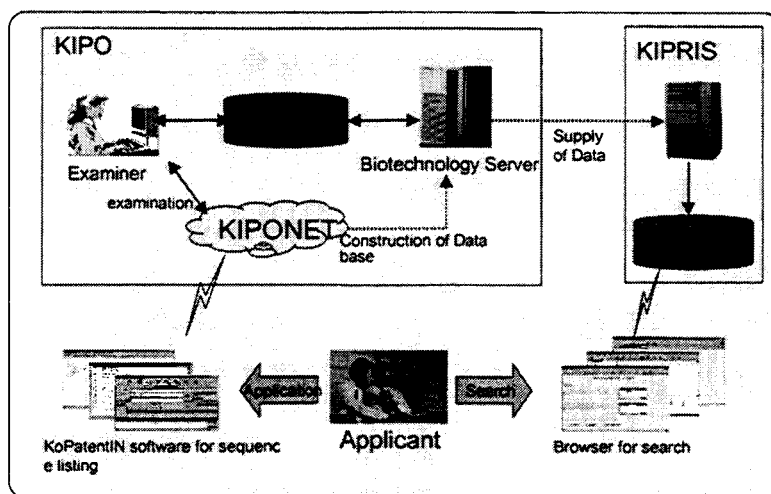 KIPO
KIPRIS
Examiner
Biotechnology Server
Supply
of Data
examination
KIPONET
Construction of Data
base
Application
Search
KoPatentIN software for sequenc
e listing
Applicant
Browser for search